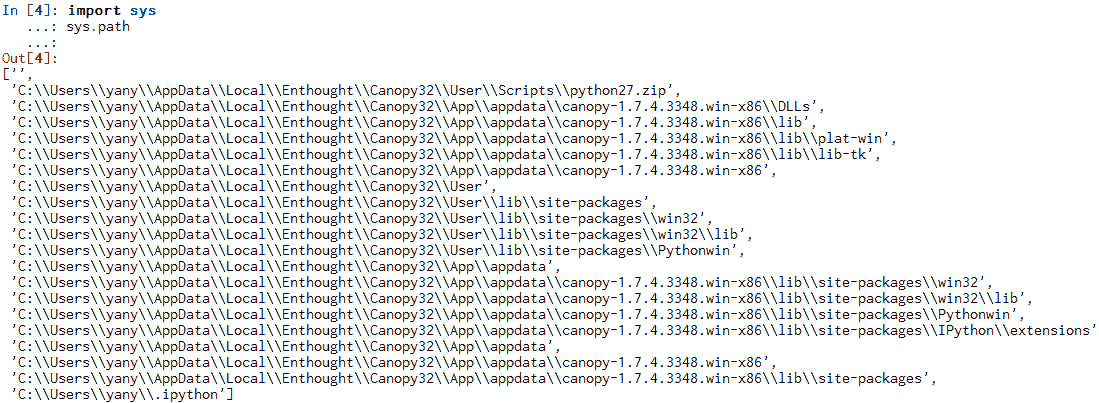 In [4]: import sys
   ...: sys.path
   ...:
Out[4]:
['',
 'C:\\Users\\yany\\AppData\\Local\\Enthought\\Canopy32\\User\\Scripts\\python27.zip',
 'C:\\Users\\yany\\AppData\\Local\\Enthought\\Canopy32\\App\\appdata\\canopy-1.7.4.3348.win-x86\\DLLs',
 'C:\\Users\\yany\\AppData\\Local\\Enthought\\Canopy32\\App\\appdata\\canopy-1.7.4.3348.win-x86\\lib',
 'C:\\Users\\yany\\AppData\\Local\\Enthought\\Canopy32\\App\\appdata\\canopy-1.7.4.3348.win-x86\\lib\\plat-win',
 'C:\\Users\\yany\\AppData\\Local\\Enthought\\Canopy32\\App\\appdata\\canopy-1.7.4.3348.win-x86\\lib\\lib-tk',
 'C:\\Users\\yany\\AppData\\Local\\Enthought\\Canopy32\\App\\appdata\\canopy-1.7.4.3348.win-x86',
 'C:\\Users\\yany\\AppData\\Local\\Enthought\\Canopy32\\User',
 'C:\\Users\\yany\\AppData\\Local\\Enthought\\Canopy32\\User\\lib\\site-packages',
 'C:\\Users\\yany\\AppData\\Local\\Enthought\\Canopy32\\User\\lib\\site-packages\\win32',
 'C:\\Users\\yany\\AppData\\Local\\Enthought\\Canopy32\\User\\lib\\site-packages\\win32\\lib',
 'C:\\Users\\yany\\AppData\\Local\\Enthought\\Canopy32\\User\\lib\\site-packages\\Pythonwin',
 'C:\\Users\\yany\\AppData\\Local\\Enthought\\Canopy32\\App\\appdata',
 'C:\\Users\\yany\\AppData\\Local\\Enthought\\Canopy32\\App\\appdata\\canopy-1.7.4.3348.win-x86\\lib\\site-packages\\win32',
 'C:\\Users\\yany\\AppData\\Local\\Enthought\\Canopy32\\App\\appdata\\canopy-1.7.4.3348.win-x86\\lib\\site-packages\\win32\\lib',
 'C:\\Users\\yany\\AppData\\Local\\Enthought\\Canopy32\\App\\appdata\\canopy-1.7.4.3348.win-x86\\lib\\site-packages\\Pythonwin',
 'C:\\Users\\yany\\AppData\\Local\\Enthought\\Canopy32\\App\\appdata\\canopy-1.7.4.3348.win-x86\\lib\\site-packages\\IPython\\extensions'
 'C:\\Users\\yany\\AppData\\Local\\Enthought\\Canopy32\\App\\appdata',
 'C:\\Users\\yany\\AppData\\Local\\Enthought\\Canopy32\\App\\appdata\\canopy-1.7.4.3348.win-x86',
 'C:\\Users\\yany\\AppData\\Local\\Enthought\\Canopy32\\App\\appdata\\canopy-1.7.4.3348.win-x86\\lib\\site-packages',
 'C:\\Users\\yany\\.ipython']